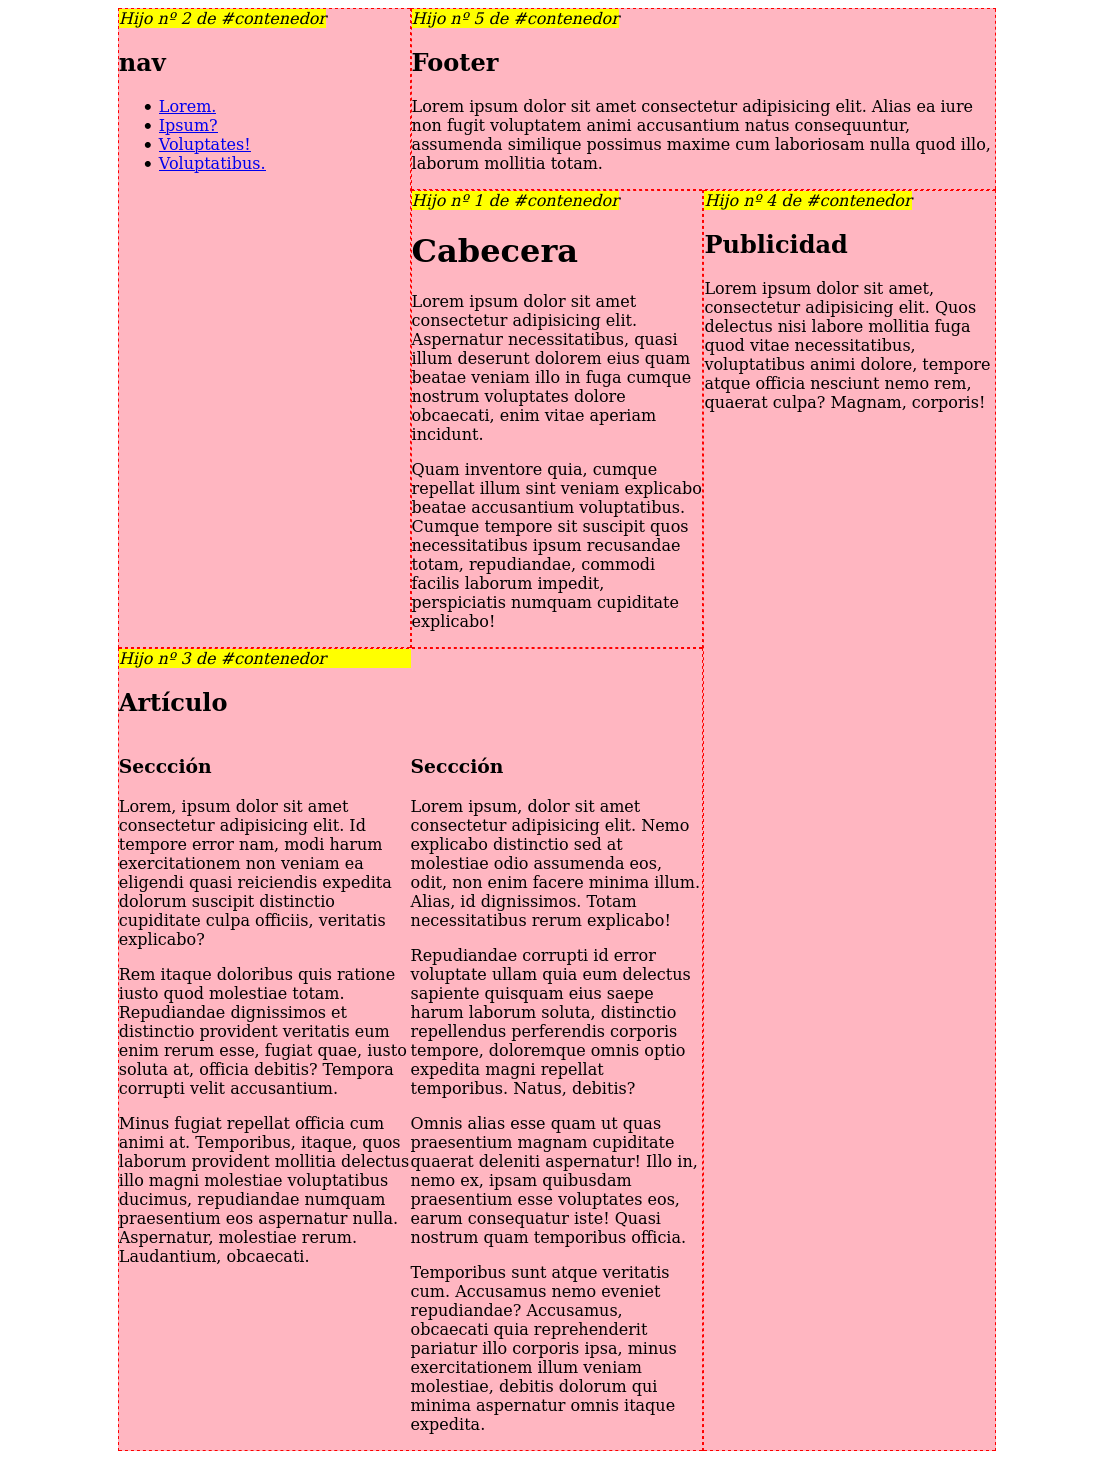 Hijo nº 2 de #contenedor
nav
Lorem.
Ipsum?
Voluptates!
Voluptatibus.
Hijo nº 5 de #contenedor
Footer
Lorem ipsum dolor sit amet consectetur adipisicing elit. Alias ea iure
non fugit voluptatem animi accusantium natus consequuntur,
assumenda similique possimus maxime cum laboriosam nulla quod illo,
laborum mollitia totam.
Hijo nº 1 de #contenedor
Cabecera
Lorem ipsum dolor sit amet
consectetur adipisicing elit.
Aspernatur necessitatibus, quasi
illum deserunt dolorem eius quam
beatae veniam illo in fuga cumque
nostrum voluptates dolore
obcaecati, enim vitae aperiam
incidunt.
Quam inventore quia, cumque
repellat illum sint veniam explicabo
beatae accusantium voluptatibus.
Cumque tempore sit suscipit quos
necessitatibus ipsum recusandae
totam, repudiandae, commodi
facilis laborum impedit,
perspiciatis numquam cupiditate
explicabo!
Hijo nº 4 de #contenedor
Publicidad
Lorem ipsum dolor sit amet,
consectetur adipisicing elit. Quos
delectus nisi labore mollitia fuga
quod vitae necessitatibus,
voluptatibus animi dolore, tempore
atque officia nesciunt nemo rem,
quaerat culpa? Magnam, corporis!
Hijo nº 3 de #contenedor
Artículo
Seccción
Lorem, ipsum dolor sit amet
consectetur adipisicing elit. Id
tempore error nam, modi harum
exercitationem non veniam ea
eligendi quasi reiciendis expedita
dolorum suscipit distinctio
cupiditate culpa officiis, veritatis
explicabo?
Rem itaque doloribus quis ratione
iusto quod molestiae totam.
Repudiandae dignissimos et
distinctio provident veritatis eum
enim rerum esse, fugiat quae, iusto
soluta at, officia debitis? Tempora
corrupti velit accusantium.
Minus fugiat repellat officia cum
animi at. Temporibus, itaque, quos
laborum provident mollitia delectus
illo magni molestiae voluptatibus
ducimus, repudiandae numquam
praesentium eos aspernatur nulla.
Aspernatur, molestiae rerum.
Laudantium, obcaecati.
Seccción
Lorem ipsum, dolor sit amet
consectetur adipisicing elit. Nemo
explicabo distinctio sed at
molestiae odio assumenda eos,
odit, non enim facere minima illum.
Alias, id dignissimos. Totam
necessitatibus rerum explicabo!
Repudiandae corrupti id error
voluptate ullam quia eum delectus
sapiente quisquam eius saepe
harum laborum soluta, distinctio
repellendus perferendis corporis
tempore, doloremque omnis optio
expedita magni repellat
temporibus. Natus, debitis?
Omnis alias esse quam ut quas
praesentium magnam cupiditate
quaerat deleniti aspernatur! Illo in,
nemo ex, ipsam quibusdam
praesentium esse voluptates eos,
earum consequatur iste! Quasi
nostrum quam temporibus officia.
Temporibus sunt atque veritatis
cum. Accusamus nemo eveniet
repudiandae? Accusamus,
obcaecati quia reprehenderit
pariatur illo corporis ipsa, minus
exercitationem illum veniam
molestiae, debitis dolorum qui
minima aspernatur omnis itaque
expedita.